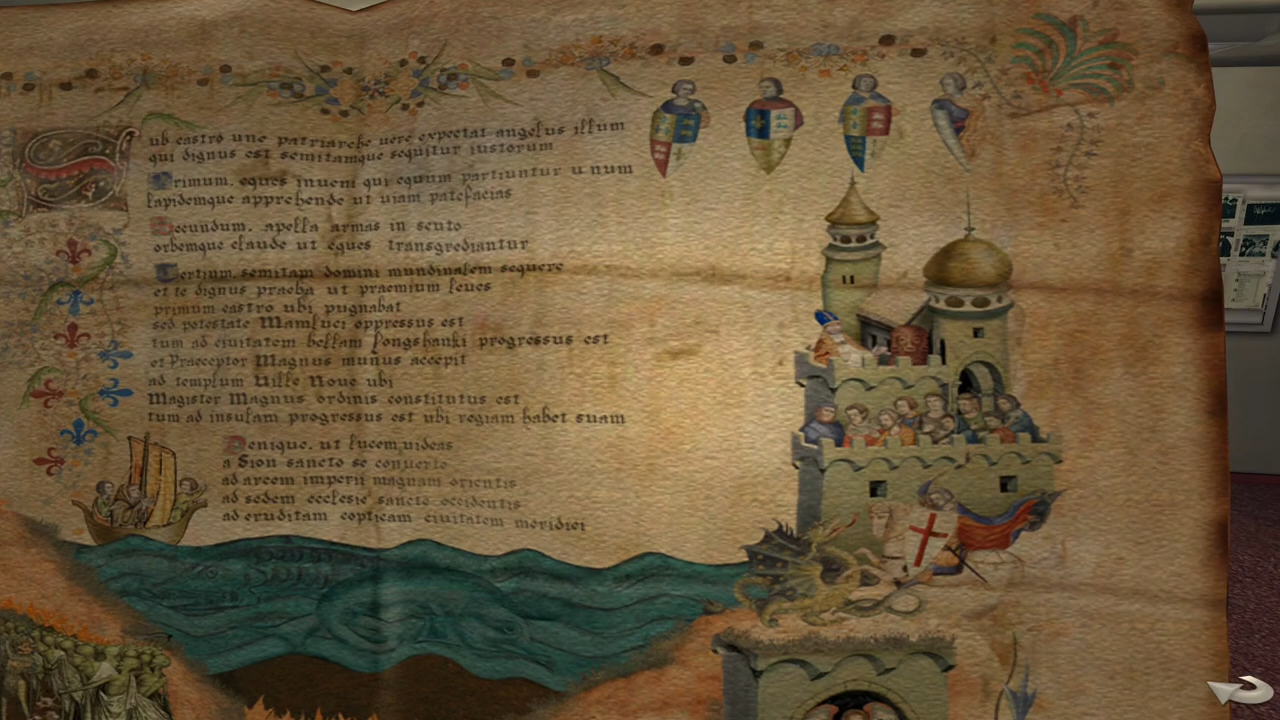 Sub castro une patriarche uere expectat angelus illum
qui dignus est semitamque sequitur iustorum
Primum. eques inueni qui equum partiuntur unum
lapidemque apprehende ut uiam patefacias
Secundum. apella armas in scuto
orbemque claude ut eques transgrediantur
Tertium. semitam domini mundinalem sequere
et te dignus praeba ut praemium feues
primum castro ubi pugnabat
sed potestate Mamluci oppressus est
tum ad ciuitatem bellam Longshanki progressus est
et Praeceptor Magnus munus accepit
ad templum Uille Noue ubi
Magister Magnus ordinis constitutus est
tum ad insulam progressus est ubi regiam habet suam
Denique. ut lucem uideas
a Sion sancto se conuerte
ad arcem imperii magnam orientis
ad sedem ecclesie sancte occidentis
ad eruditam copticam ciuitatem meridiei